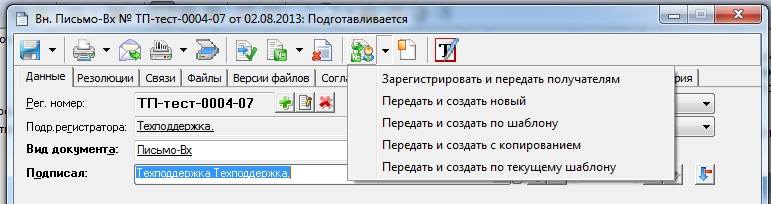 Вн. Письмо-Вх № ТП-тест-0004-07 от 02.08.2013: Подготавливается
Данные Резолюции Связи Файлы Версии файлов Согла рия
Зарегистрировать и передать получателям
Передать и создать новый
Передать и создать по шаблону
Передать и создать с копированием
Передать и создать по текущему шаблону
Рег. номер: ТП-тест-0004-07
Подр.регистратора: Техподдержка.
Вид документа: Письмо-Вх
Подписал: Техподдержка Техподдержка.